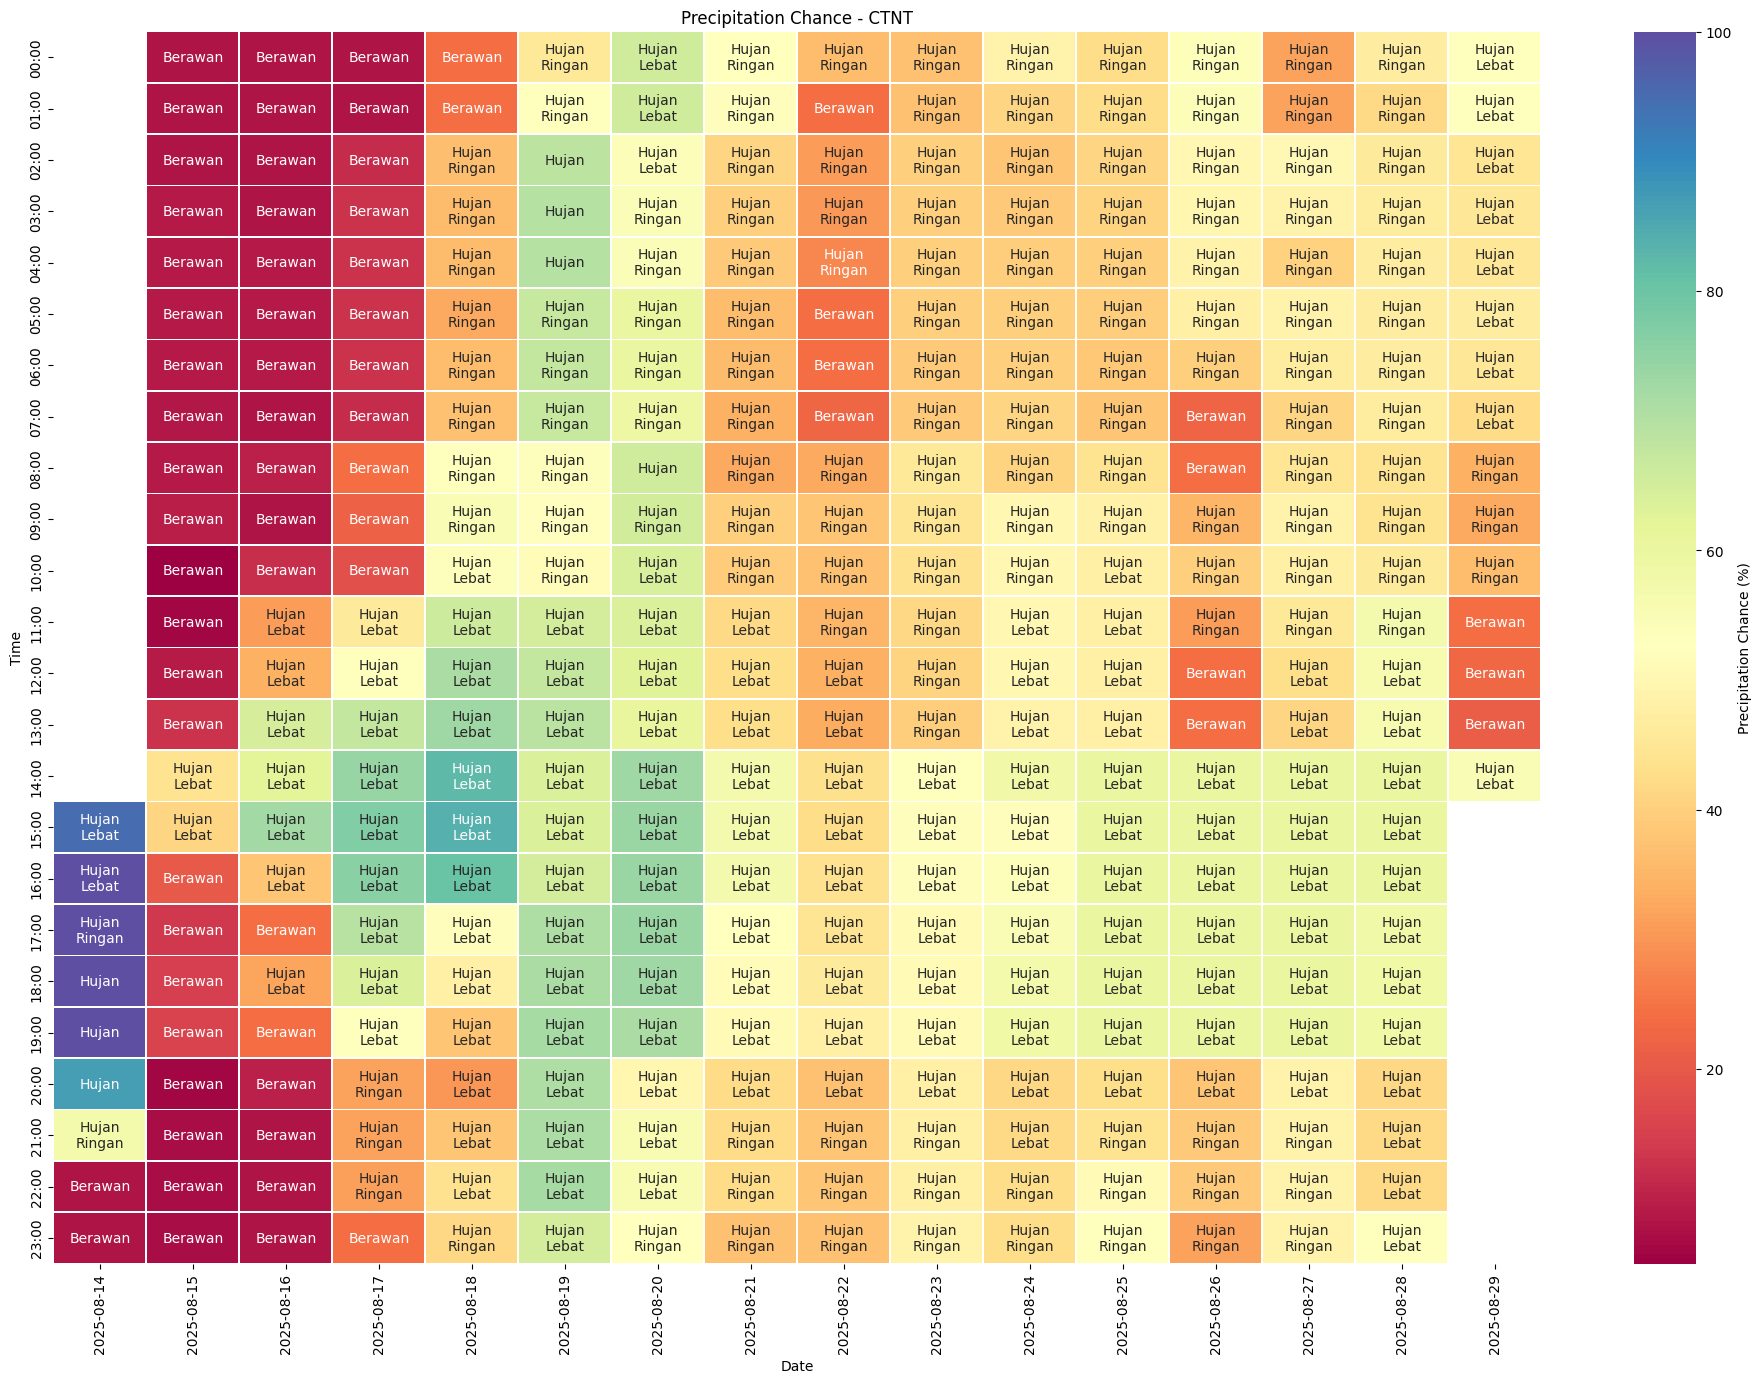 Precipitation Chance - CTNT
00:00 Berawan Berawan Berawan Berawan Hujan Ringan Hujan Lebat Hujan Ringan Hujan Ringan Hujan Ringan Hujan Ringan Hujan Ringan Hujan Ringan Hujan Ringan Hujan Ringan Hujan Lebat
01:00 Berawan Berawan Berawan Berawan Hujan Ringan Hujan Lebat Hujan Ringan Berawan Hujan Ringan Hujan Ringan Hujan Ringan Hujan Ringan Hujan Ringan Hujan Ringan Hujan Lebat
02:00 Berawan Berawan Berawan Hujan Ringan Hujan Hujan Lebat Hujan Ringan Hujan Ringan Hujan Ringan Hujan Ringan Hujan Ringan Hujan Ringan Hujan Ringan Hujan Ringan Hujan Lebat
03:00 Berawan Berawan Berawan Hujan Ringan Hujan Hujan Ringan Hujan Ringan Hujan Ringan Hujan Ringan Hujan Ringan Hujan Ringan Hujan Ringan Hujan Ringan Hujan Ringan Hujan Lebat
04:00 Berawan Berawan Berawan Hujan Ringan Hujan Hujan Ringan Hujan Ringan Hujan Ringan Hujan Ringan Hujan Ringan Hujan Ringan Hujan Ringan Hujan Ringan Hujan Ringan Hujan Lebat
05:00 Berawan Berawan Berawan Hujan Ringan Hujan Ringan Hujan Ringan Hujan Ringan Berawan Hujan Ringan Hujan Ringan Hujan Ringan Hujan Ringan Hujan Ringan Hujan Ringan Hujan Lebat
06:00 Berawan Berawan Berawan Hujan Ringan Hujan Ringan Hujan Ringan Hujan Ringan Berawan Hujan Ringan Hujan Ringan Hujan Ringan Hujan Ringan Hujan Ringan Hujan Ringan Hujan Lebat
07:00 Berawan Berawan Berawan Hujan Ringan Hujan Ringan Hujan Ringan Hujan Ringan Berawan Hujan Ringan Hujan Ringan Hujan Ringan Berawan Hujan Ringan Hujan Ringan Hujan Lebat
08:00 Berawan Berawan Berawan Hujan Ringan Hujan Ringan Hujan Hujan Ringan Hujan Ringan Hujan Ringan Hujan Ringan Hujan Ringan Berawan Hujan Ringan Hujan Ringan Hujan Ringan
09:00 Berawan Berawan Berawan Hujan Ringan Hujan Ringan Hujan Ringan Hujan Ringan Hujan Ringan Hujan Ringan Hujan Ringan Hujan Ringan Hujan Ringan Hujan Ringan Hujan Ringan Hujan Ringan
10:00 Berawan Berawan Berawan Hujan Lebat Hujan Ringan Hujan Lebat Hujan Ringan Hujan Ringan Hujan Ringan Hujan Ringan Hujan Lebat Hujan Ringan Hujan Ringan Hujan Ringan Hujan Ringan
11:00 Berawan Hujan Lebat Hujan Lebat Hujan Lebat Hujan Lebat Hujan Lebat Hujan Lebat Hujan Ringan Hujan Ringan Hujan Lebat Hujan Lebat Hujan Ringan Hujan Ringan Hujan Ringan Berawan
12:00 Berawan Hujan Lebat Hujan Lebat Hujan Lebat Hujan Lebat Hujan Lebat Hujan Lebat Hujan Lebat Hujan Ringan Hujan Lebat Hujan Lebat Berawan Hujan Lebat Hujan Lebat Berawan
13:00 Berawan Hujan Lebat Hujan Lebat Hujan Lebat Hujan Lebat Hujan Lebat Hujan Lebat Hujan Lebat Hujan Ringan Hujan Lebat Hujan Lebat Berawan Hujan Lebat Hujan Lebat Berawan
14:00 Hujan Lebat Hujan Lebat Hujan Lebat Hujan Lebat Hujan Lebat Hujan Lebat Hujan Lebat Hujan Lebat Hujan Lebat Hujan Lebat Hujan Lebat Hujan Lebat Hujan Lebat Hujan Lebat Hujan Lebat
15:00 Hujan Lebat Hujan Lebat Hujan Lebat Hujan Lebat Hujan Lebat Hujan Lebat Hujan Lebat Hujan Lebat Hujan Lebat Hujan Lebat Hujan Lebat Hujan Lebat Hujan Lebat Hujan Lebat Hujan Lebat
16:00 Hujan Lebat Berawan Hujan Lebat Hujan Lebat Hujan Lebat Hujan Lebat Hujan Lebat Hujan Lebat Hujan Lebat Hujan Lebat Hujan Lebat Hujan Lebat Hujan Lebat Hujan Lebat Hujan Lebat
17:00 Hujan Ringan Berawan Berawan Hujan Lebat Hujan Lebat Hujan Lebat Hujan Lebat Hujan Lebat Hujan Lebat Hujan Lebat Hujan Lebat Hujan Lebat Hujan Lebat Hujan Lebat Hujan Lebat
18:00 Hujan Berawan Hujan Lebat Hujan Lebat Hujan Lebat Hujan Lebat Hujan Lebat Hujan Lebat Hujan Lebat Hujan Lebat Hujan Lebat Hujan Lebat Hujan Lebat Hujan Lebat Hujan Lebat
19:00 Hujan Berawan Berawan Hujan Lebat Hujan Lebat Hujan Lebat Hujan Lebat Hujan Lebat Hujan Lebat Hujan Lebat Hujan Lebat Hujan Lebat Hujan Lebat Hujan Lebat Hujan Lebat
20:00 Hujan Berawan Berawan Hujan Ringan Hujan Lebat Hujan Lebat Hujan Lebat Hujan Lebat Hujan Lebat Hujan Lebat Hujan Lebat Hujan Lebat Hujan Lebat Hujan Lebat Hujan Lebat
21:00 Hujan Ringan Berawan Berawan Hujan Ringan Hujan Lebat Hujan Lebat Hujan Lebat Hujan Ringan Hujan Ringan Hujan Ringan Hujan Lebat Hujan Ringan Hujan Ringan Hujan Ringan Hujan Lebat
22:00 Berawan Berawan Berawan Hujan Ringan Hujan Lebat Hujan Lebat Hujan Lebat Hujan Ringan Hujan Ringan Hujan Ringan Hujan Ringan Hujan Ringan Hujan Ringan Hujan Ringan Hujan Lebat
23:00 Berawan Berawan Berawan Berawan Hujan Ringan Hujan Lebat Hujan Ringan Hujan Ringan Hujan Ringan Hujan Ringan Hujan Ringan Hujan Ringan Hujan Ringan Hujan Ringan Hujan Lebat
Time
2025-08-14 2025-08-15 2025-08-16 2025-08-17 2025-08-18 2025-08-19 2025-08-20 2025-08-21 2025-08-22 2025-08-23 2025-08-24 2025-08-25 2025-08-26 2025-08-27 2025-08-28 2025-08-29
Date
100
80
60
40
20
Precipitation Chance (%)